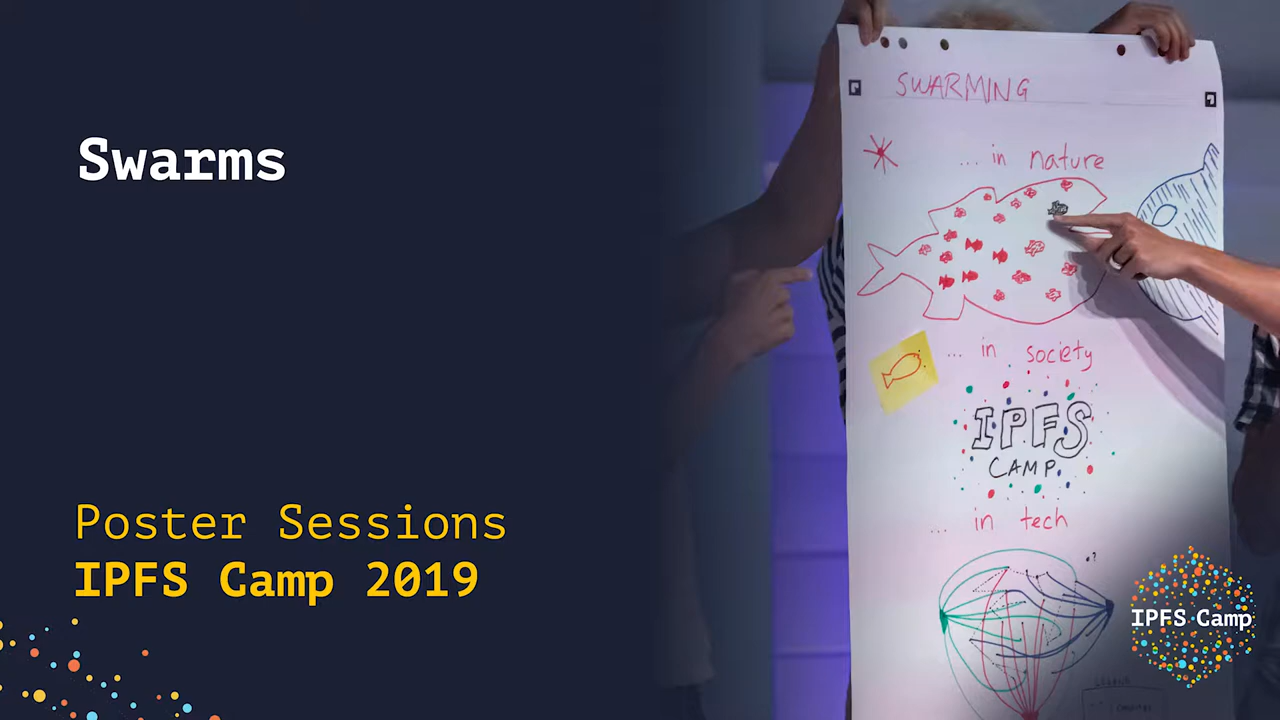 Swarms
Poster Sessions
IPFS Camp 2019
SWARMING
... in nature
... in society
IPFS
CAMP
... in tech
?
IPFS Camp